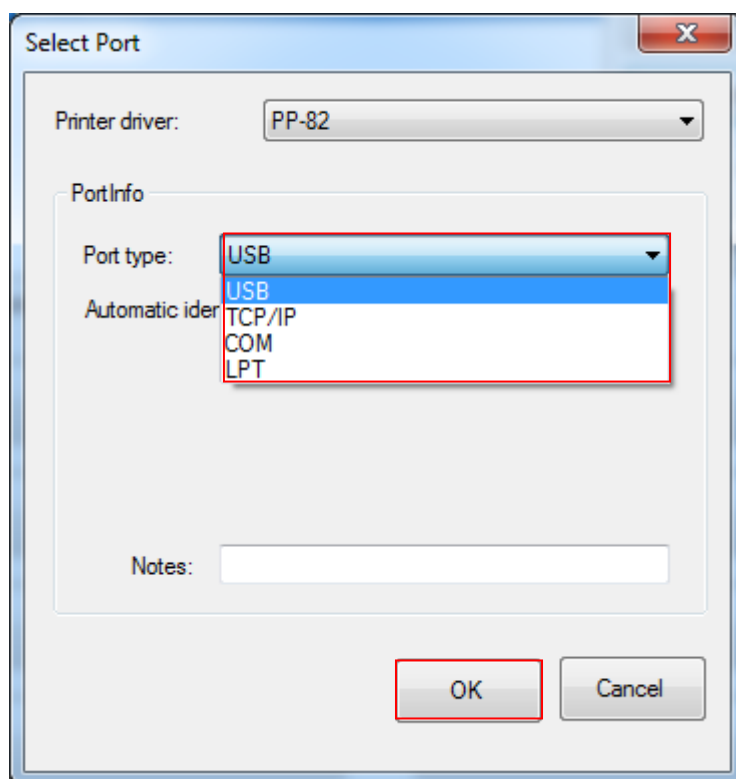 Select Port
Printer driver: PP-82
PortInfo
Port type: USB
USB
Automatic ider
TCP/IP
COM
LPT
Notes:
OK Cancel